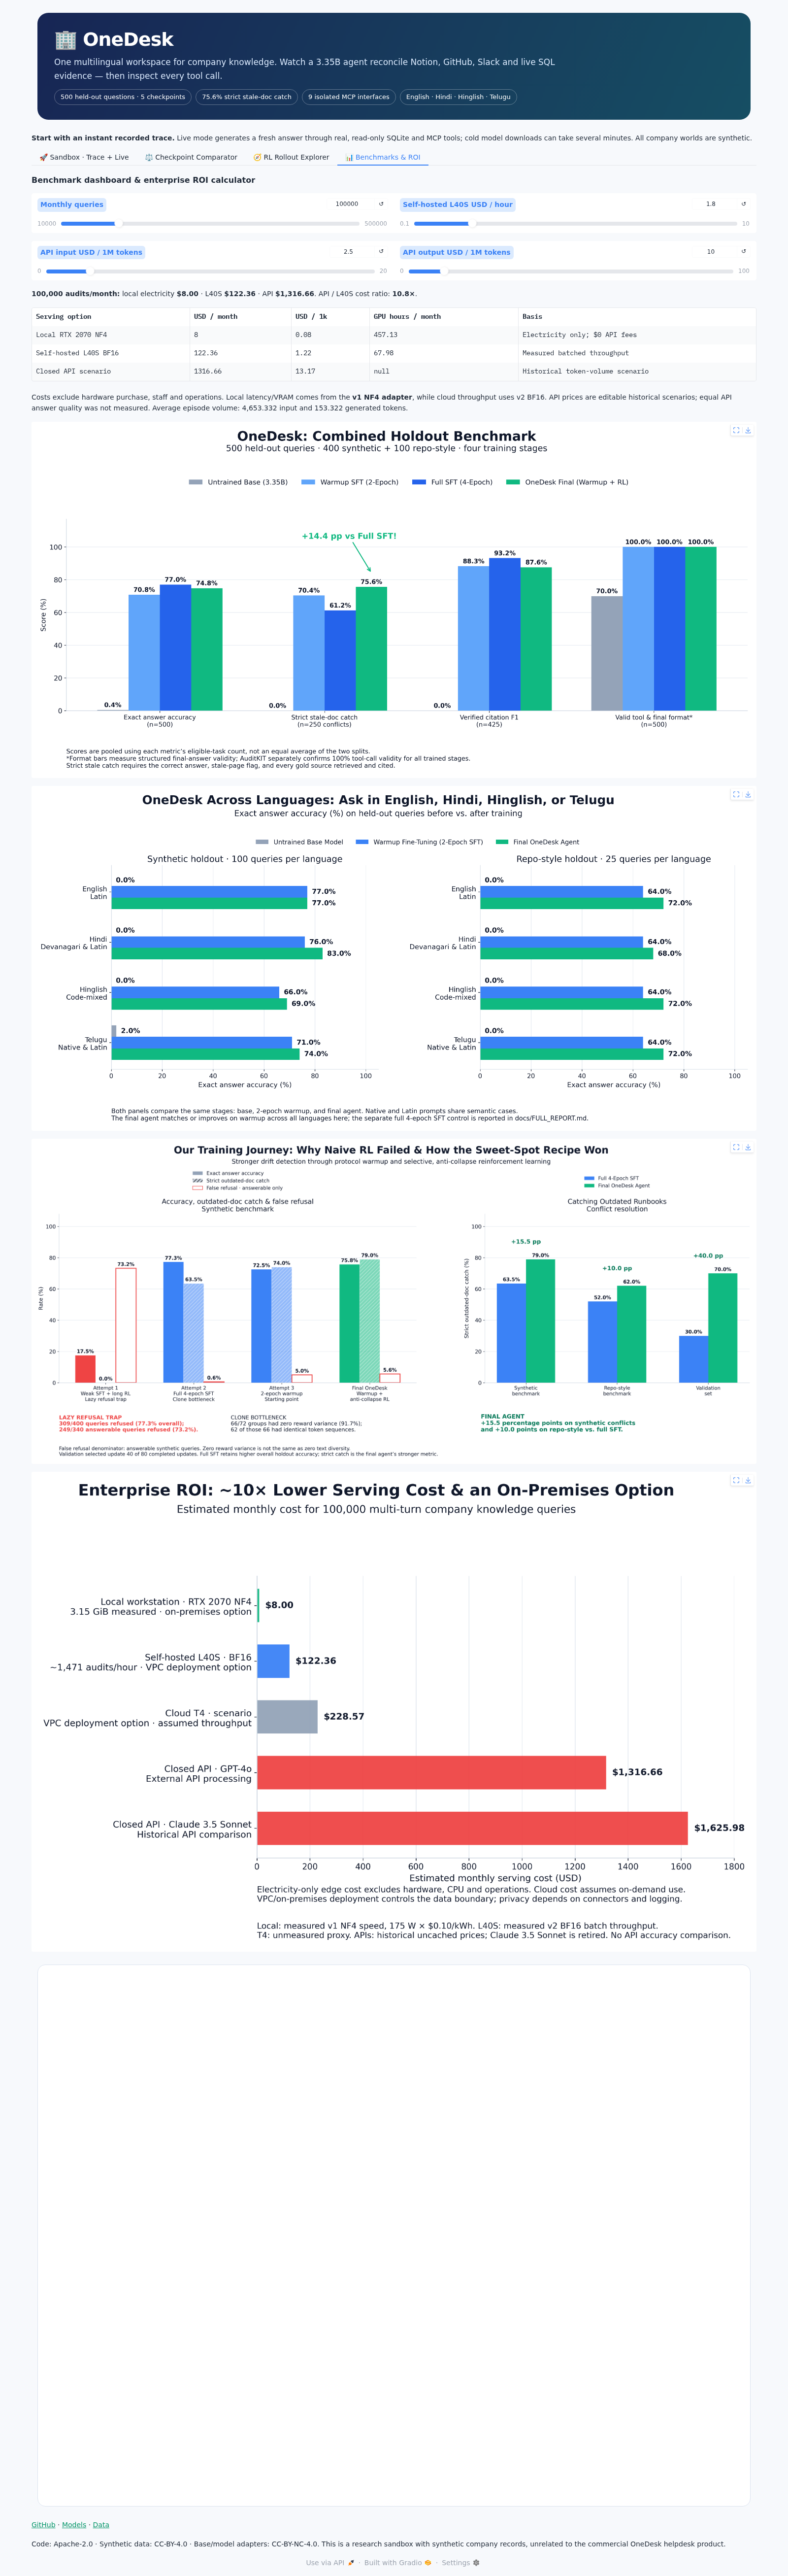 🏢 OneDesk
One multilingual workspace for company knowledge. Watch a 3.35B agent reconcile Notion, GitHub, Slack and live SQL
evidence — then inspect every tool call.
500 held-out questions · 5 checkpoints
75.6% strict stale-doc catch
9 isolated MCP interfaces
English · Hindi · Hinglish · Telugu
Start with an instant recorded trace. Live mode generates a fresh answer through real, read-only SQLite and MCP tools; cold model downloads can take several minutes. All company worlds are synthetic.
🚀 Sandbox · Trace + Live
⚖️ Checkpoint Comparator
🧭 RL Rollout Explorer
📊 Benchmarks & ROI
Benchmark dashboard & enterprise ROI calculator
Monthly queries
100000
↺
10000
500000
Self-hosted L40S USD / hour
1.8
↺
0.1
10
API input USD / 1M tokens
2.5
↺
0
20
API output USD / 1M tokens
10
↺
0
100
100,000 audits/month: local electricity $8.00 · L40S $122.36 · API $1,316.66. API / L40S cost ratio: 10.8×.
Serving option USD / month USD / 1k GPU hours / month Basis
Local RTX 2070 NF4 8 0.08 457.13 Electricity only; $0 API fees
Self-hosted L40S BF16 122.36 1.22 67.98 Measured batched throughput
Closed API scenario 1316.66 13.17 null Historical token-volume scenario
Costs exclude hardware purchase, staff and operations. Local latency/VRAM comes from the v1 NF4 adapter, while cloud throughput uses v2 BF16. API prices are editable historical scenarios; equal API
answer quality was not measured. Average episode volume: 4,653.332 input and 153.322 generated tokens.
OneDesk: Combined Holdout Benchmark
500 held-out queries · 400 synthetic + 100 repo-style · four training stages
Untrained Base (3.35B)
Warmup SFT (2-Epoch)
Full SFT (4-Epoch)
OneDesk Final (Warmup + RL)
+14.4 pp vs Full SFT!
Score (%)
100
80
60
40
20
0
0.4%
70.8%
77.0%
74.8%
0.0%
70.4%
61.2%
75.6%
0.0%
88.3%
93.2%
87.6%
70.0%
100.0%
100.0%
100.0%
Exact answer accuracy
(n=500)
Strict stale-doc catch
(n=250 conflicts)
Verified citation F1
(n=425)
Valid tool & final format*
(n=500)
Scores are pooled using each metric's eligible-task count, not an equal average of the two splits.
*Format bars measure structured final-answer validity; AuditKIT separately confirms 100% tool-call validity for all trained stages.
Strict stale catch requires the correct answer, stale-page flag, and every gold source retrieved and cited.
OneDesk Across Languages: Ask in English, Hindi, Hinglish, or Telugu
Exact answer accuracy (%) on held-out queries before vs. after training
Untrained Base Model
Warmup Fine-Tuning (2-Epoch SFT)
Final OneDesk Agent
Synthetic holdout · 100 queries per language
English
Latin
0.0%
77.0%
77.0%
Hindi
Devanagari & Latin
0.0%
76.0%
83.0%
Hinglish
Code-mixed
0.0%
66.0%
69.0%
Telugu
Native & Latin
2.0%
71.0%
74.0%
0 20 40 60 80 100
Exact answer accuracy (%)
Repo-style holdout · 25 queries per language
English
Latin
0.0%
64.0%
72.0%
Hindi
Devanagari & Latin
0.0%
64.0%
68.0%
Hinglish
Code-mixed
0.0%
64.0%
72.0%
Telugu
Native & Latin
0.0%
64.0%
72.0%
0 20 40 60 80 100
Exact answer accuracy (%)
Both panels compare the same stages: base, 2-epoch warmup, and final agent. Native and Latin prompts share semantic cases.
The final agent matches or improves on warmup across all languages here; the separate full 4-epoch SFT control is reported in docs/FULL_REPORT.md.
Our Training Journey: Why Naive RL Failed & How the Sweet-Spot Recipe Won
Stronger drift detection through protocol warmup and selective, anti-collapse reinforcement learning
Exact answer accuracy
Strict outdated-doc catch
False refusal · answerable only
Accuracy, outdated-doc catch & false refusal
Synthetic benchmark
Rate (%)
100
80
60
40
20
0
17.5%
0.0%
73.2%
77.3%
63.5%
0.6%
72.5%
74.0%
5.0%
75.8%
79.0%
5.6%
Attempt 1
Weak SFT + long RL
Lazy refusal trap
Attempt 2
Full 4-epoch SFT
Clone bottleneck
Attempt 3
2-epoch warmup
Starting point
Final OneDesk
Warmup +
anti-collapse RL
LAZY REFUSAL TRAP
309/400 queries refused (77.3% overall);
249/340 answerable queries refused (73.2%).
CLONE BOTTLENECK
66/72 groups had zero reward variance (91.7%);
62 of those 66 had identical token sequences.
False refusal denominator: answerable synthetic queries. Zero reward variance is not the same as zero text diversity.
Validation selected update 40 of 80 completed updates. Full SFT retains higher overall holdout accuracy; strict catch is the final agent's stronger metric.
Full 4-Epoch SFT
Final OneDesk Agent
Catching Outdated Runbooks
Conflict resolution
Strict outdated-doc catch (%)
100
80
60
40
20
0
+15.5 pp
63.5%
79.0%
+10.0 pp
52.0%
62.0%
+40.0 pp
30.0%
70.0%
Synthetic
benchmark
Repo-style
benchmark
Validation
set
FINAL AGENT
+15.5 percentage points on synthetic conflicts
and +10.0 points on repo-style vs. full SFT.
Enterprise ROI: ~10× Lower Serving Cost & an On-Premises Option
Estimated monthly cost for 100,000 multi-turn company knowledge queries
Local workstation · RTX 2070 NF4
3.15 GiB measured · on-premises option
$8.00
Self-hosted L40S · BF16
~1,471 audits/hour · VPC deployment option
$122.36
Cloud T4 · scenario
VPC deployment option · assumed throughput
$228.57
Closed API · GPT-4o
External API processing
$1,316.66
Closed API · Claude 3.5 Sonnet
Historical API comparison
$1,625.98
0 200 400 600 800 1000 1200 1400 1600 1800
Estimated monthly serving cost (USD)
Electricity-only edge cost excludes hardware, CPU and operations. Cloud cost assumes on-demand use.
VPC/on-premises deployment controls the data boundary; privacy depends on connectors and logging.
Local: measured v1 NF4 speed, 175 W × $0.10/kWh. L40S: measured v2 BF16 batch throughput.
T4: unmeasured proxy. APIs: historical uncached prices; Claude 3.5 Sonnet is retired. No API accuracy comparison.
GitHub · Models · Data
Code: Apache-2.0 · Synthetic data: CC-BY-4.0 · Base/model adapters: CC-BY-NC-4.0. This is a research sandbox with synthetic company records, unrelated to the commercial OneDesk helpdesk product.
Use via API 🚀 · Built with Gradio 🧡 · Settings ⚙️